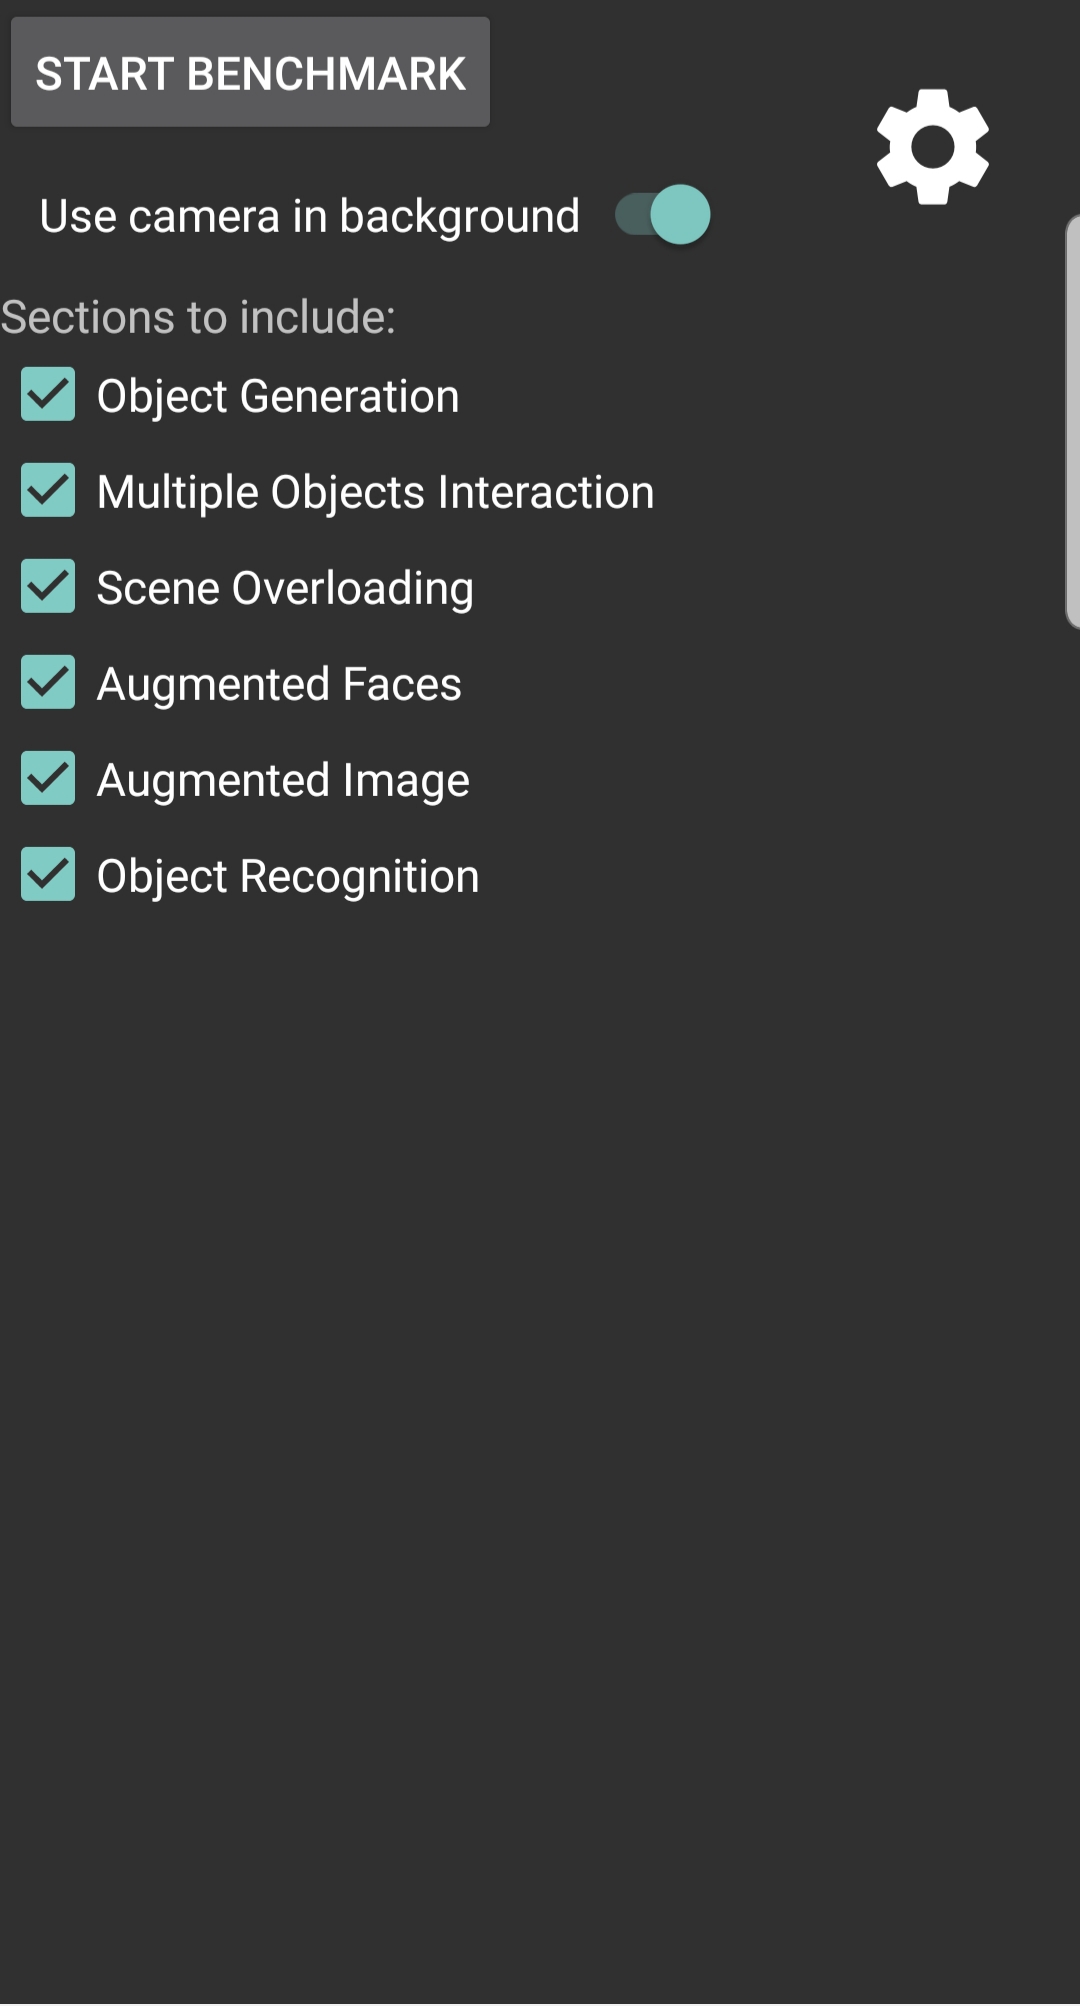 START BENCHMARK
Use camera in background
Sections to include:
Object Generation
Multiple Objects Interaction
Scene Overloading
Augmented Faces
Augmented Image
Object Recognition